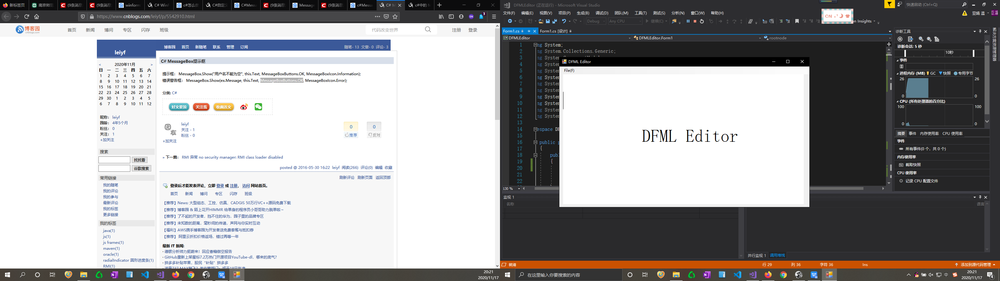 新标签页
南京师范
(9条消息
(9条消息
winform
C# WinF
c#怎么使
C#自定义
C#Mess
(9条消息
Message
(9条消息
c#Mess
C# M
c#中的 M
https://www.cnblogs.com/leiyf/p/5542910.html
博客园
cnblogs.com
首页 新闻 博问 专区 闪存 班级
代码改变世界
注册 登录
leiyf
博客园 首页 新随笔 联系 管理 订阅
随笔- 13 文章- 0 评论- 3
< 2020年11月 >
日 一 二 三 四 五 六
1 2 3 4 5 6 7
8 9 10 11 12 13 14
15 16 17 18 19 20 21
22 23 24 25 26 27 28
29 30 1 2 3 4 5
6 7 8 9 10 11 12
昵称: leiyf
园龄: 4年5个月
粉丝: 0
关注: 1
+加关注
搜索
找找看
谷歌搜索
常用链接
我的随笔
我的评论
我的参与
最新评论
我的标签
更多链接
我的标签
java(1)
js(1)
js frames(1)
maven(1)
oracle(1)
radialIndicator 圆形进度条(1)
RMI(1)
C# MessageBox提示框
提示框: MessageBox.Show("用户名不能为空", this.Text, MessageBoxButtons.OK, MessageBoxIcon.Information);
错误警告框: MessageBox.Show(ex.Message, this.Text, MessageBoxButtons.OK, MessageBoxIcon.Error);
分类: C#
好文要顶 关注我 收藏该文
leiyf
关注 - 1
粉丝 - 0
+加关注
0 0
推荐 反对
» 下一篇: RMI 异常 no security manager: RMI class loader disabled
posted @ 2016-05-30 16:22 leiyf 阅读(266) 评论(0) 编辑 收藏
刷新评论 刷新页面 返回顶部
登录后才能发表评论，立即 登录 或 注册， 访问 网站首页。
首页 新闻 博问 专区 闪存 班级
【推荐】News: 大型组态、工控、仿真、CADGIS 50万行VC++源码免费下载
【推荐】博客园 & 陌上花开HIMMR 给单身的程序员小哥哥助力脱单啦～
【推荐】了不起的开发者，挡不住的华为，园子里的品牌专区
【推荐】未知数的距离，毫秒间的传递，声网与你实时互动
【福利】AWS携手博客园为开发者送免费套餐与抵扣券
【推荐】 阿里云折扣价格返场，错过再等一年
最新 IT 新闻:
· 德银分析师力挺蔚来！回应香橼做空报告
· GitHub重新上架星标7.2万热门开源项目YouTube-dl，哪来的底气？
· 拼多多补贴苹果，股民“补贴”拼多多
20:21
2020/11/17
DFMLEditor (正在运行) - Microsoft Visual Studio
快速启动 (Ctrl+Q)
文件(F) 编辑(E) 视图(V) 项目(P) 生成(B) 调试(D) 团队(M) 工具(T) 测试(S) 分析(N) 窗口(W) 帮助(H)
亚娟 温
Debug Any CPU 继续(C)
CN
on Insights
Form1.cs
Form1.cs [设计]
DFMLEditor
DFMLEditor.Form1
rootnode
1 ng System;
2 ng System.Collections.Generic;
3 ng System
4 ng System
5 ng System
6 ng System
7 ng System
8 ng System
9 ng System
10 ng System
11 ng System
12 ng System
13
14 espace DF
15
16 public p
17 {
18 pub
19 {
20
21
22
130 %
DFML Editor
File(F)
DFML Editor
诊断工具
诊断会话: 5 秒
10秒
事件
进程内存 (MB) GC 快照 专用字节
26 26
0 0
CPU (所有处理器的百分比)
100 100
0 0
摘要 事件 内存使用率 CPU 使用率
事件
所有事件(0 个，共 0 个)
内存使用率
截取快照
CPU 使用率
记录 CPU 配置文件
解决方案资源管理器
监视 1
名称
语言
并行监视 1 调用堆栈
就绪
行 29 列 36 字符 36 Ins
添加到源代码管理
在这里输入你要搜索的内容
中
20:21
2020/11/17
4